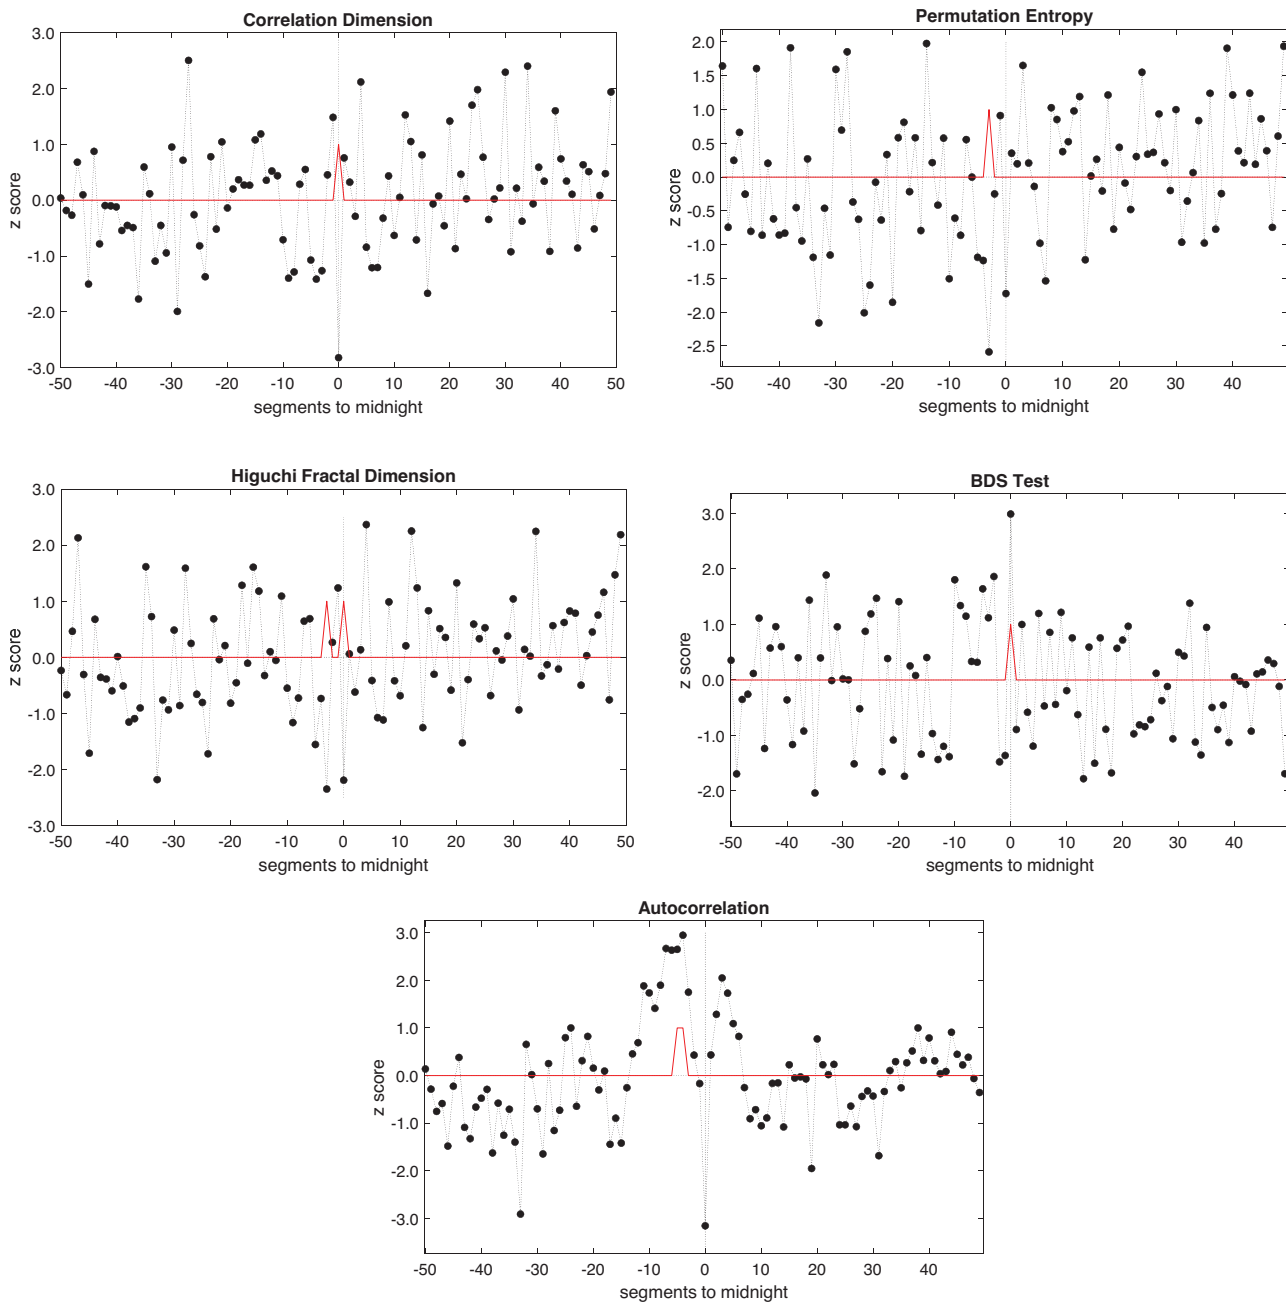 Correlation Dimension
3.0
2.0
1.0
0.0
-1.0
-2.0
-3.0
z score
-50 -40 -30 -20 -10 0 10 20 30 40 50
segments to midnight
Permutation Entropy
2.0
1.5
1.0
0.5
0.0
-0.5
-1.0
-1.5
-2.0
-2.5
z score
-50 -40 -30 -20 -10 0 10 20 30 40
segments to midnight
Higuchi Fractal Dimension
3.0
2.0
1.0
0.0
-1.0
-2.0
-3.0
z score
-50 -40 -30 -20 -10 0 10 20 30 40 50
segments to midnight
BDS Test
3.0
2.0
1.0
0.0
-1.0
-2.0
z score
-50 -40 -30 -20 -10 0 10 20 30 40
segments to midnight
Autocorrelation
3.0
2.0
1.0
0.0
-1.0
-2.0
-3.0
z score
-50 -40 -30 -20 -10 0 10 20 30 40
segments to midnight